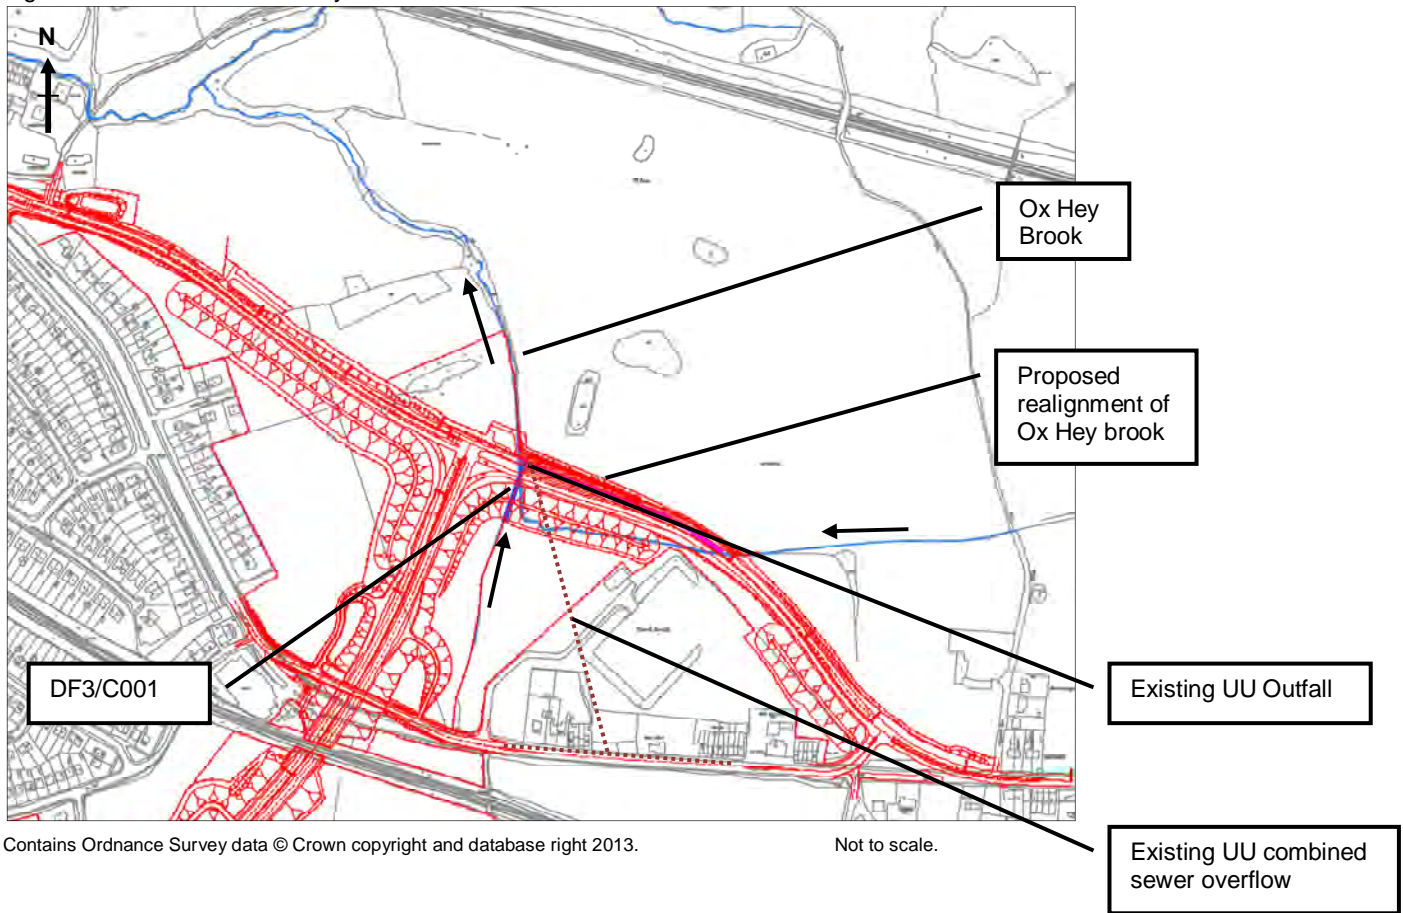 N
Ox Hey
Brook
Proposed
realignment of
Ox Hey brook
DF3/C001
Existing UU Outfall
Existing UU combined
sewer overflow
Contains Ordnance Survey data © Crown copyright and database right 2013.
Not to scale.